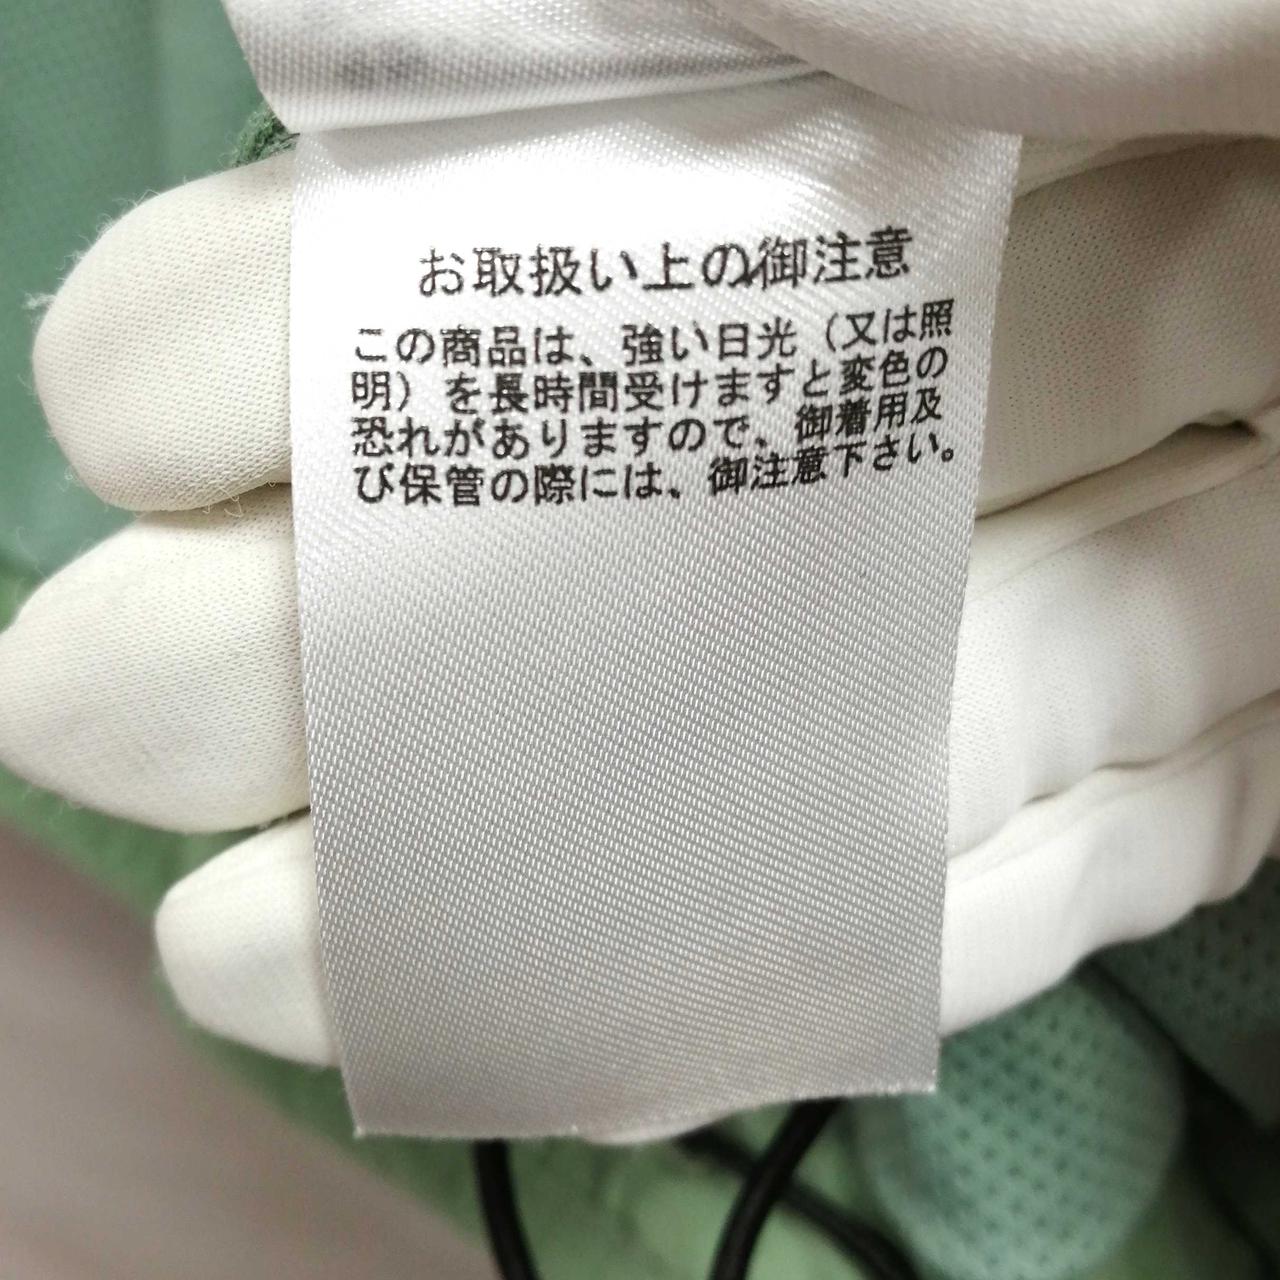 お取扱い上の御注意
この商品は、強い日光（又は照
明）を長時間受けますと変色の
恐れがありますので、御着用及
び保管の際には、御注意下さい。